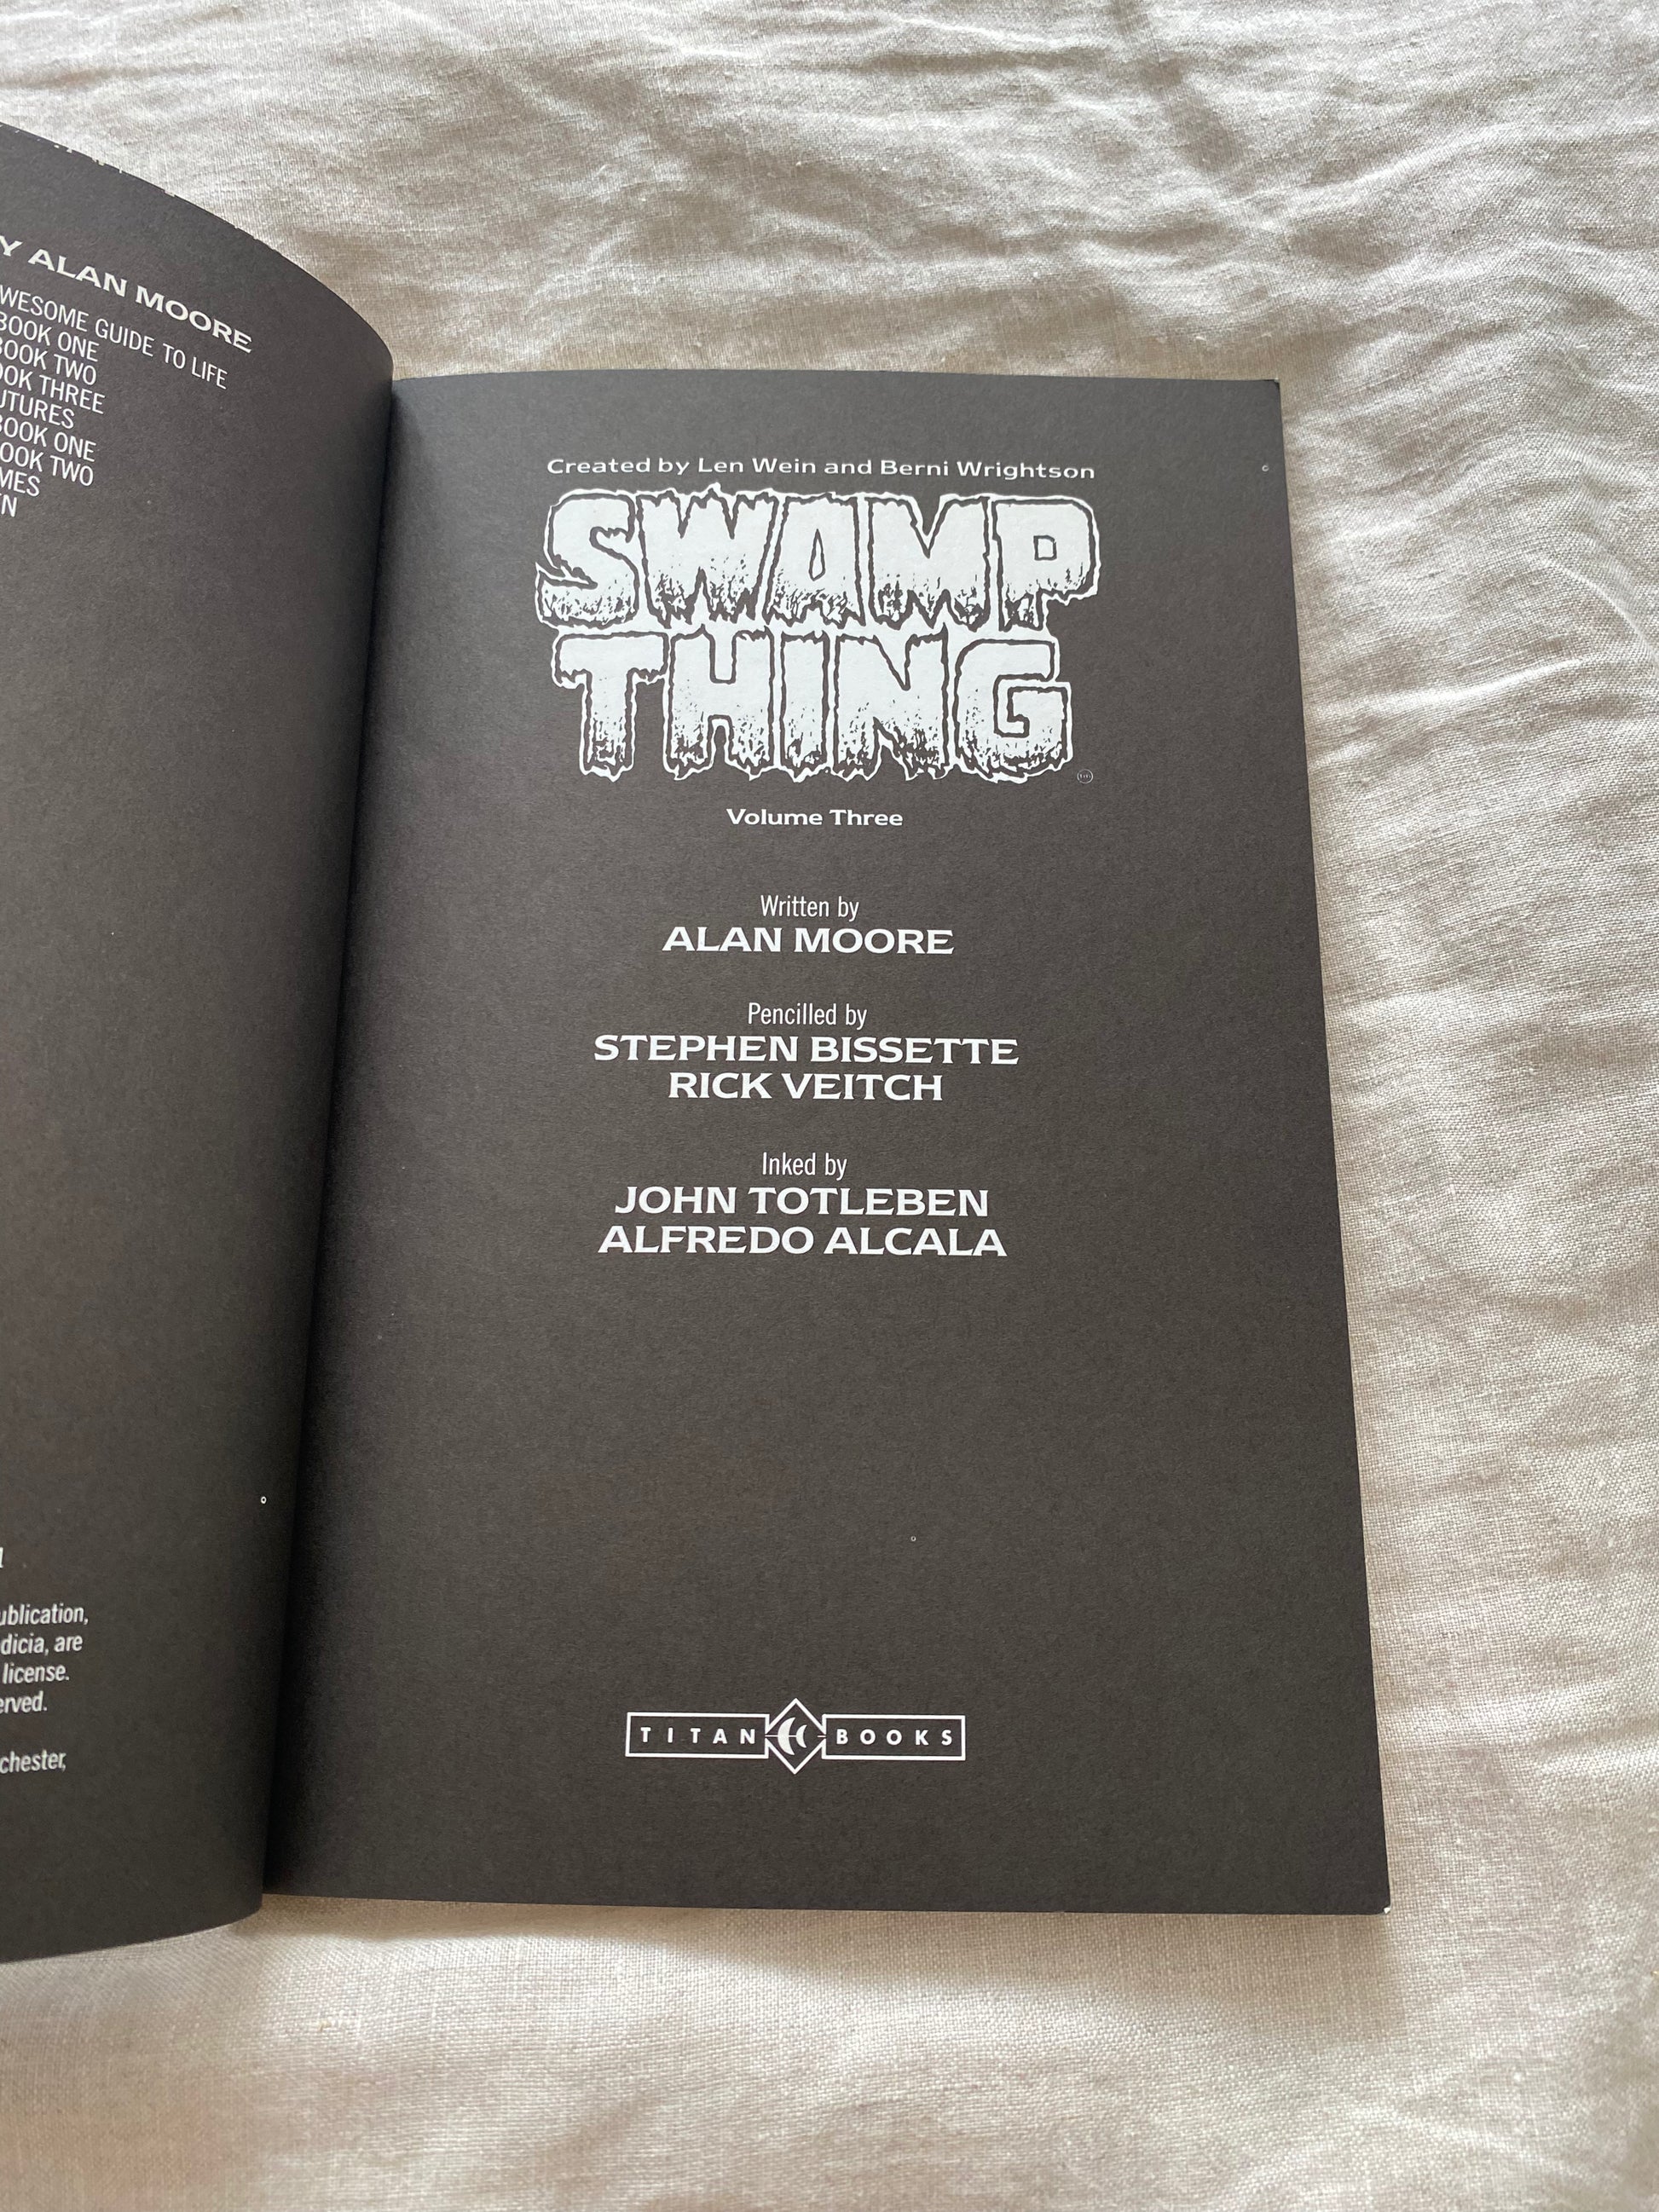 Y ALAN MOORE
WESOME GUIDE TO LIFE
BOOK ONE
BOOK TWO
OOK THREE
UTURES
BOOK ONE
OOK TWO
MES
EN
ublication,
dicia, are
license.
erved.
chester,
Created by Len Wein and Berni Wrightson
SWAMP
THING
Volume Three
Written by
ALAN MOORE
Pencilled by
STEPHEN BISSETTE
RICK VEITCH
Inked by
JOHN TOTLEBEN
ALFREDO ALCALA
TITAN BOOKS